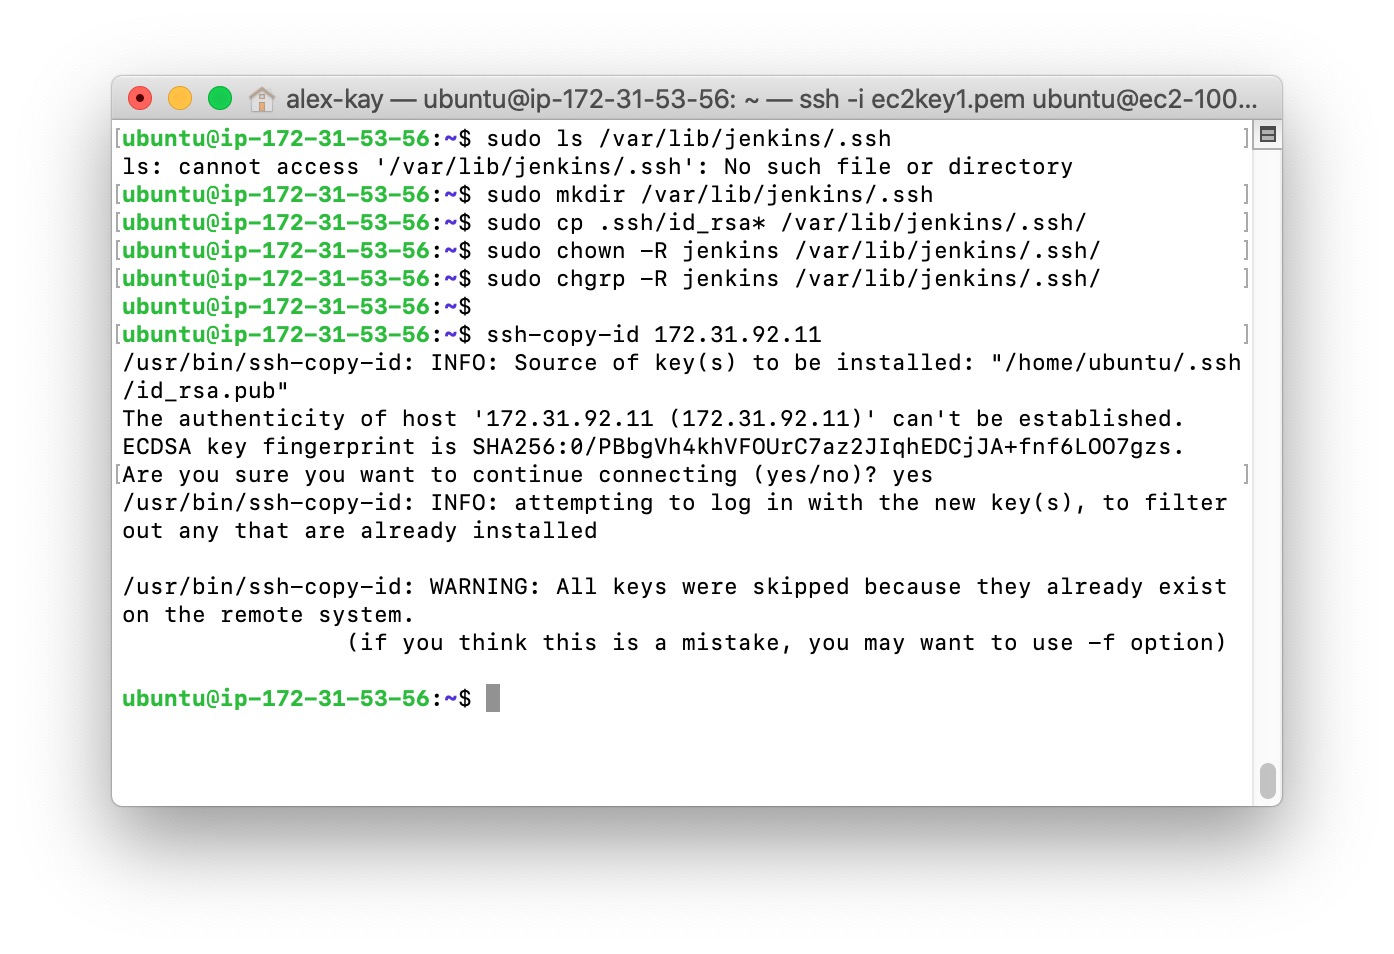 alex-kay — ubuntu@ip-172-31-53-56: ~ — ssh -i ec2key1.pem ubuntu@ec2-100...
[ubuntu@ip-172-31-53-56:~$ sudo ls /var/lib/jenkins/.ssh ]
ls: cannot access '/var/lib/jenkins/.ssh': No such file or directory
[ubuntu@ip-172-31-53-56:~$ sudo mkdir /var/lib/jenkins/.ssh ]
[ubuntu@ip-172-31-53-56:~$ sudo cp .ssh/id_rsa* /var/lib/jenkins/.ssh/ ]
[ubuntu@ip-172-31-53-56:~$ sudo chown -R jenkins /var/lib/jenkins/.ssh/ ]
[ubuntu@ip-172-31-53-56:~$ sudo chgrp -R jenkins /var/lib/jenkins/.ssh/ ]
ubuntu@ip-172-31-53-56:~$
[ubuntu@ip-172-31-53-56:~$ ssh-copy-id 172.31.92.11 ]
/usr/bin/ssh-copy-id: INFO: Source of key(s) to be installed: "/home/ubuntu/.ssh
/id_rsa.pub"
The authenticity of host '172.31.92.11 (172.31.92.11)' can't be established.
ECDSA key fingerprint is SHA256:0/PBbgVh4khVFOUrC7az2JIqhEDCjJA+fnf6LOO7gzs.
[Are you sure you want to continue connecting (yes/no)? yes ]
/usr/bin/ssh-copy-id: INFO: attempting to log in with the new key(s), to filter
out any that are already installed
/usr/bin/ssh-copy-id: WARNING: All keys were skipped because they already exist
on the remote system.
(if you think this is a mistake, you may want to use -f option)
ubuntu@ip-172-31-53-56:~$